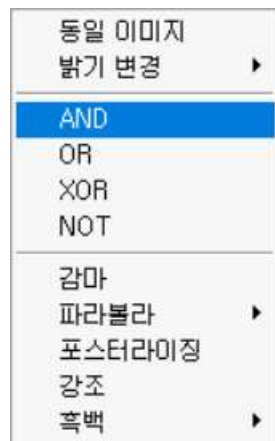 동일 이미지
밝기 변경
AND
OR
XOR
NOT
감마
파라볼라
포스터라이징
강조
흑백